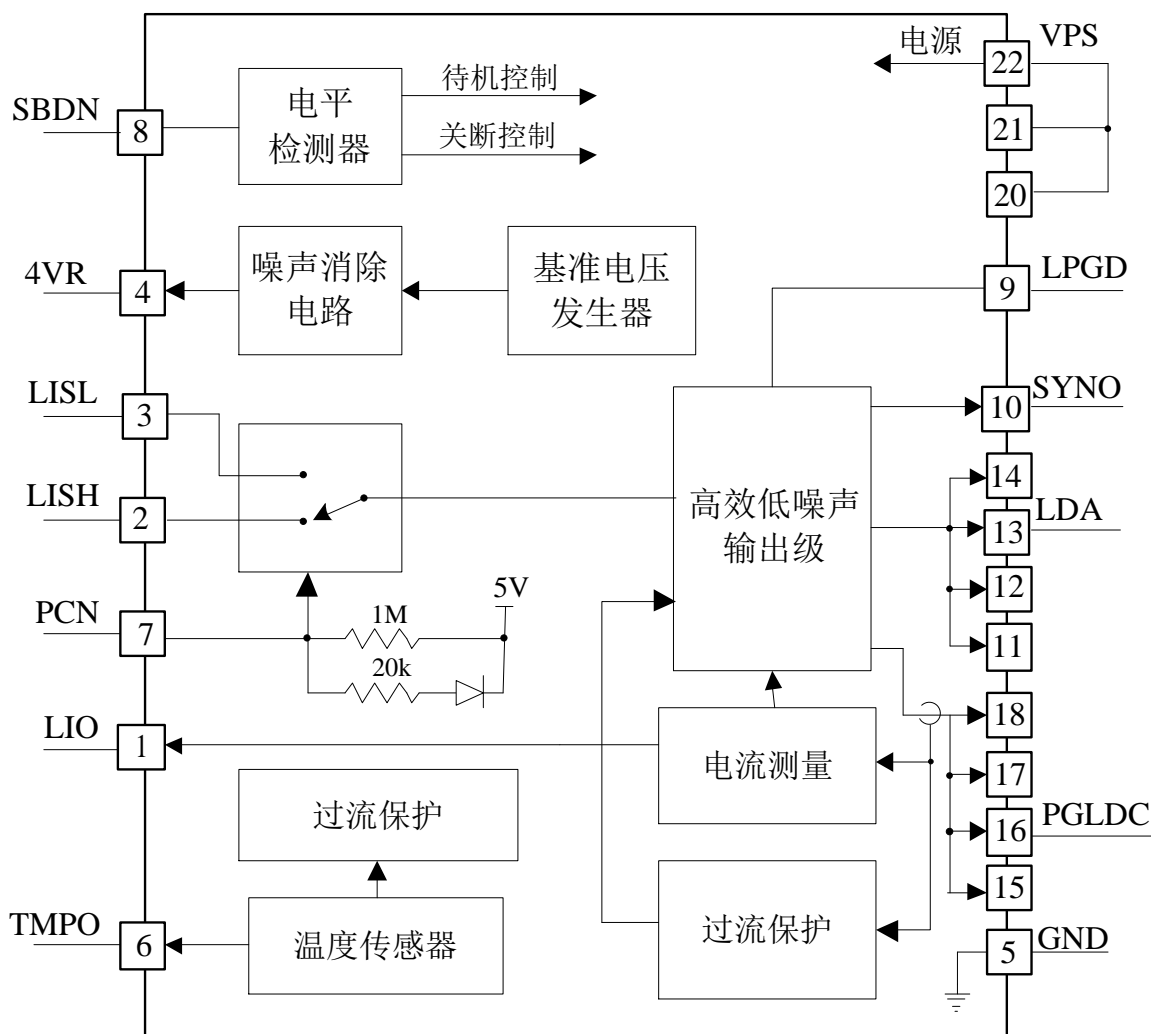 电源
VPS
22
SBDN
8
电平
检测器
待机控制
关断控制
21
20
4VR
4
噪声消除
电路
基准电压
发生器
LPGD
9
LISL
3
SYNO
10
LISH
2
高效低噪声
输出级
14
LDA
13
12
11
PCN
7
1M
20k
5V
LIO
1
电流测量
18
17
过流保护
PGLDC
16
15
TMPO
6
温度传感器
过流保护
GND
5